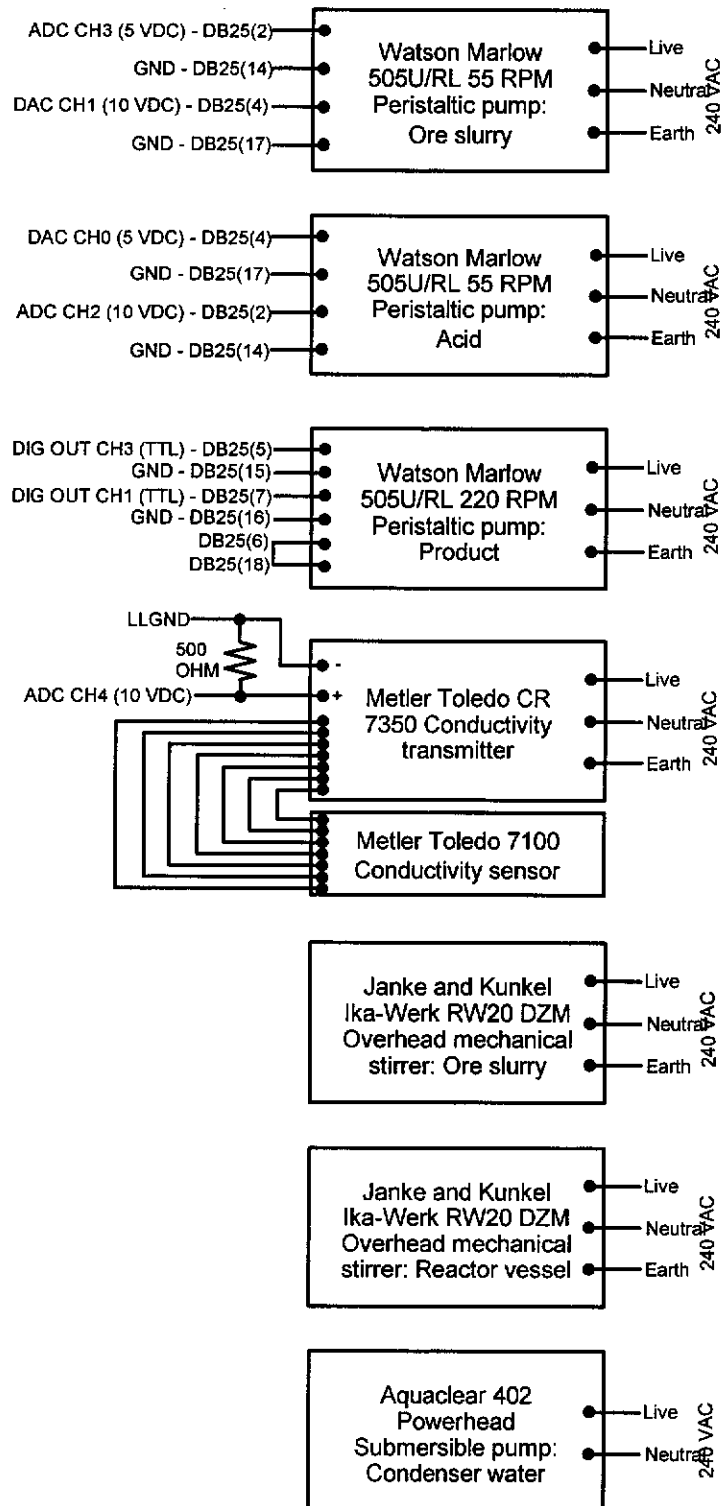 ADC CH3 (5 VDC) - DB25(2)
GND - DB25(14)
DAC CH1 (10 VDC) - DB25(4)
GND - DB25(17)
Watson Marlow
505U/RL 55 RPM
Peristaltic pump:
Ore slurry
Live
Neutral
Earth
240 VAC
DAC CH0 (5 VDC) - DB25(4)
GND - DB25(17)
ADC CH2 (10 VDC) - DB25(2)
GND - DB25(14)
Watson Marlow
505U/RL 55 RPM
Peristaltic pump:
Acid
Live
Neutral
Earth
240 VAC
DIG OUT CH3 (TTL) - DB25(5)
GND - DB25(15)
DIG OUT CH1 (TTL) - DB25(7)
GND - DB25(16)
DB25(6)
DB25(18)
Watson Marlow
505U/RL 220 RPM
Peristaltic pump:
Product
Live
Neutral
Earth
240 VAC
LLGND
500
OHM
ADC CH4 (10 VDC)
-
+
Metler Toledo CR
7350 Conductivity
transmitter
Live
Neutral
Earth
240 VAC
Metler Toledo 7100
Conductivity sensor
Janke and Kunkel
Ika-Werk RW20 DZM
Overhead mechanical
stirrer: Ore slurry
Live
Neutral
Earth
240 VAC
Janke and Kunkel
Ika-Werk RW20 DZM
Overhead mechanical
stirrer: Reactor vessel
Live
Neutral
Earth
240 VAC
Aquaclear 402
Powerhead
Submersible pump:
Condenser water
Live
Neutral
240 VAC